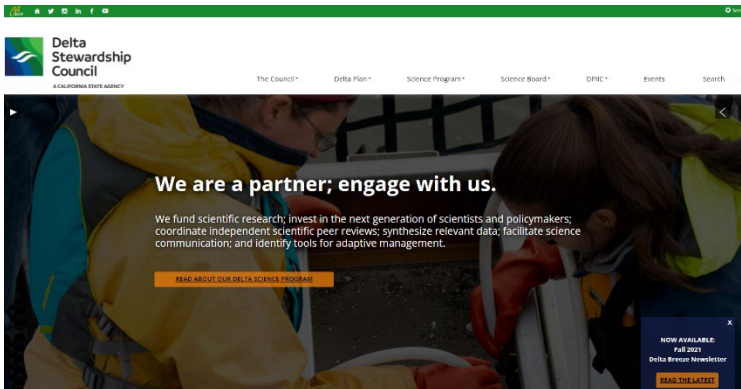 Delta
Stewardship
Council
A CALIFORNIA STATE AGENCY
The Council
Delta Plan
Science Program
Science Board
DPIIC
Events
Search
We are a partner; engage with us.
We fund scientific research; invest in the next generation of scientists and policymakers;
coordinate independent scientific peer reviews; synthesize relevant data; facilitate science
communication; and identify tools for adaptive management.
READ ABOUT OUR DELTA SCIENCE PROGRAM
X
NOW AVAILABLE:
Fall 2021
Delta Breeze Newsletter
READ THE LATEST